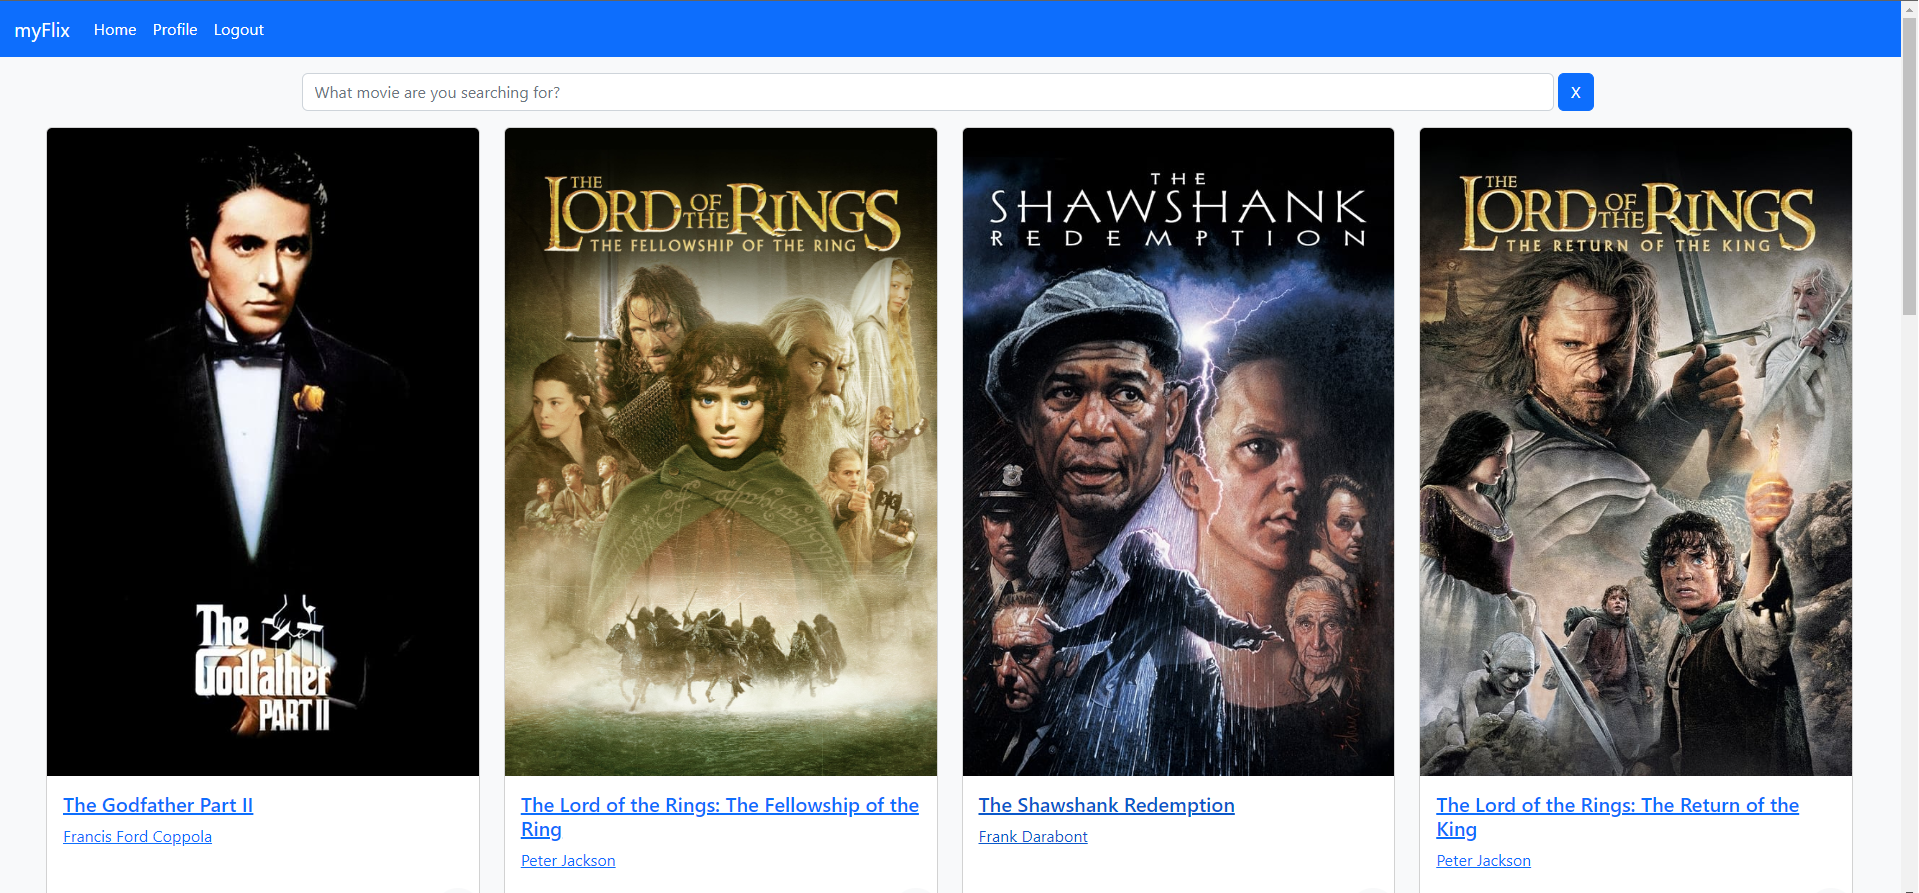 myFlix Home Profile Logout
What movie are you searching for?
X
The
Godfather
PART II
THE
LORD OF THE RINGS
THE FELLOWSHIP OF THE RING
THE
SHAWSHANK
REDEMPTION
THE
LORD OF THE RINGS
THE RETURN OF THE KING
The Godfather Part II
Francis Ford Coppola
The Lord of the Rings: The Fellowship of the
Ring
Peter Jackson
The Shawshank Redemption
Frank Darabont
The Lord of the Rings: The Return of the
King
Peter Jackson